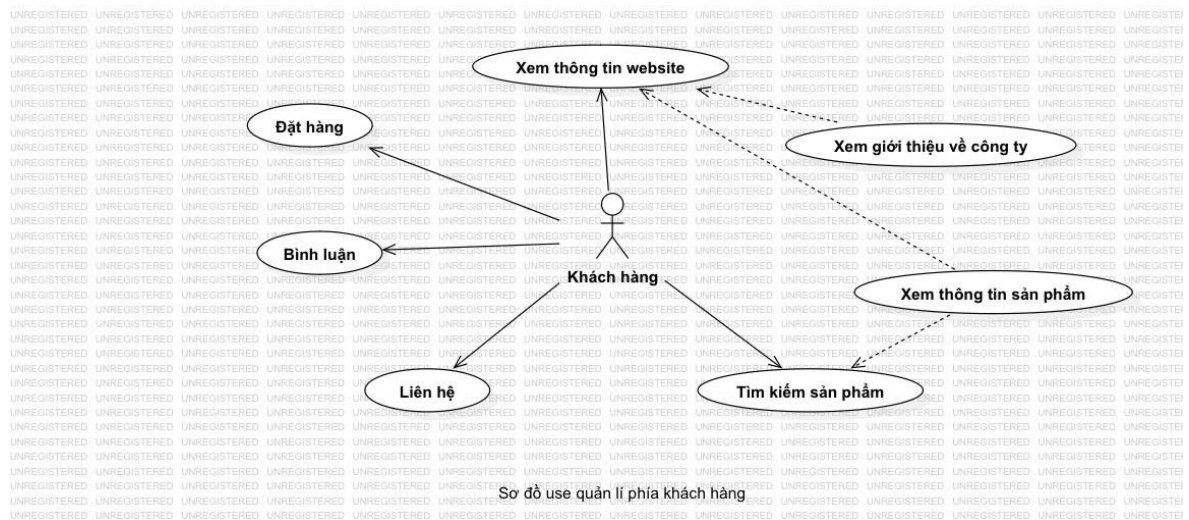 Xem thông tin website
Đặt hàng
Xem giới thiệu về công ty
Bình luận
Khách hàng
Xem thông tin sản phẩm
Liên hệ
Tìm kiếm sản phẩm
Sơ đồ use quản lí phía khách hàng
UNREGISTERED